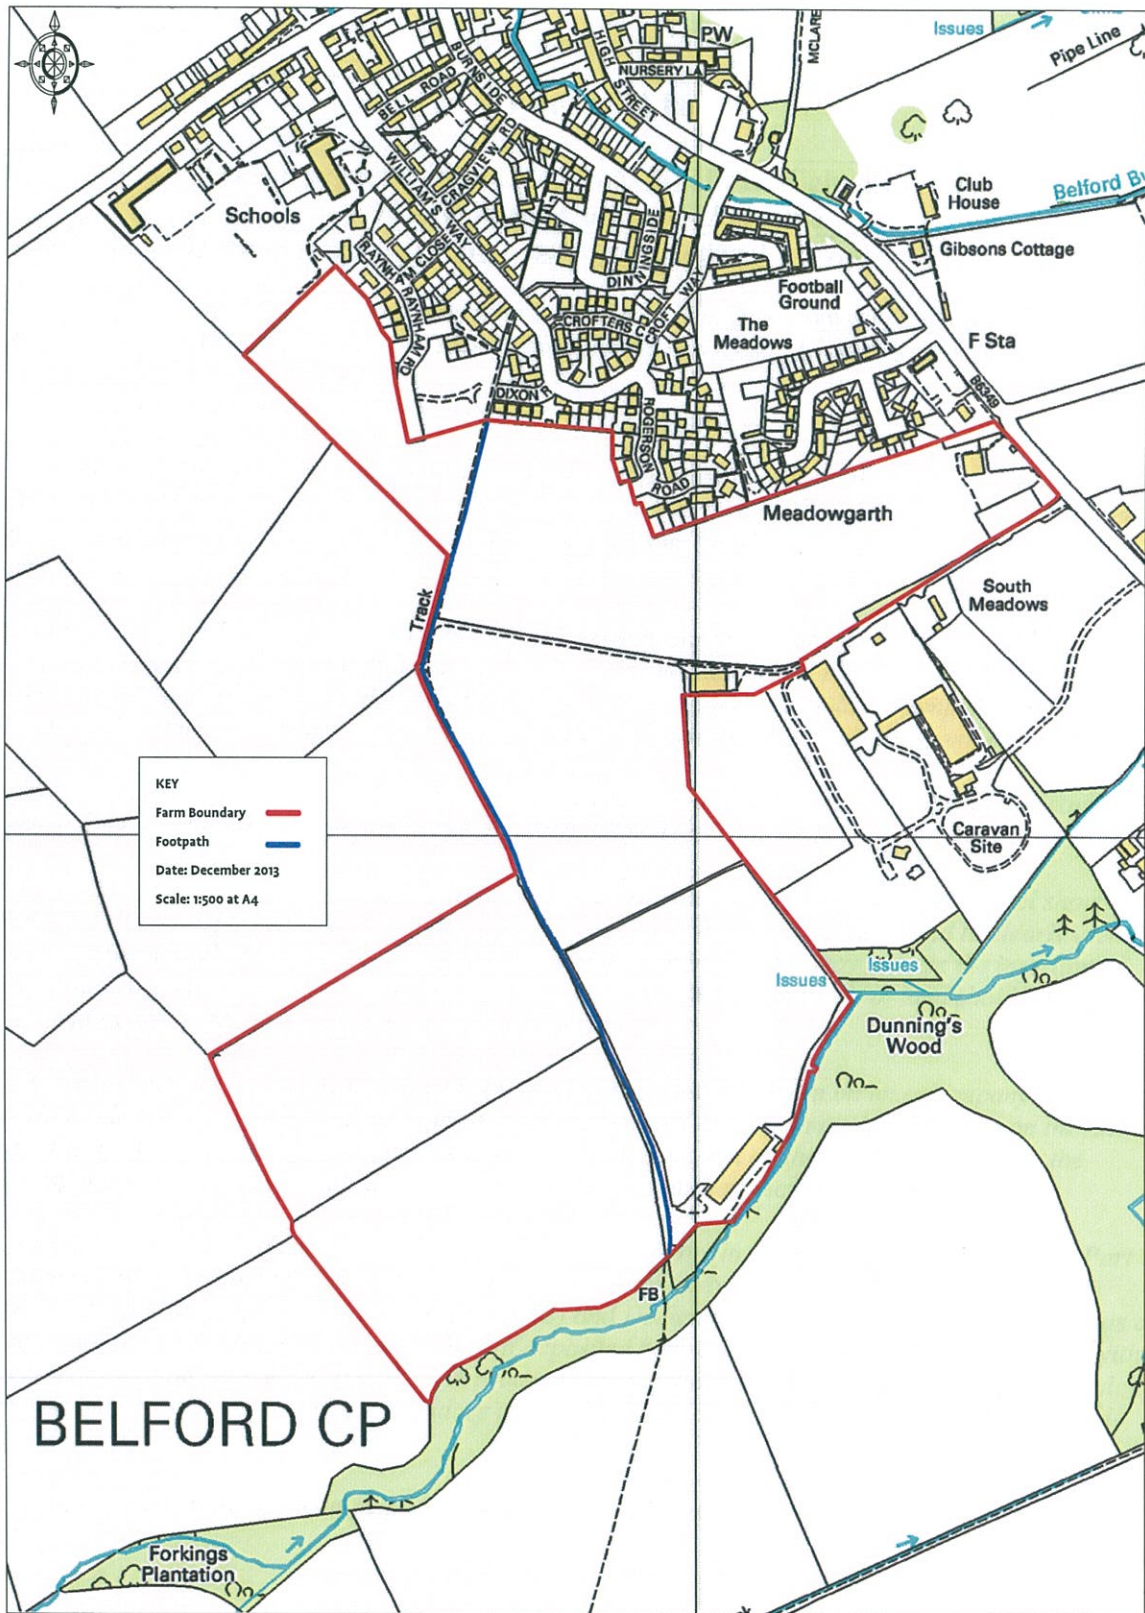 Issues
Pipe Line
PW
MCLARE
HIGH STREET
NURSERY LA
BURNSIDE
BELL ROAD
CRAGVIEW RD
WILLIAM'S WAY
Schools
Club
House
Belford B
Gibsons Cottage
RAYNHAM CLOSE
RAYNHAM RD
DINNINGSIDE
Football
Ground
CROFTERS C
CROFT WAY
The
Meadows
F Sta
B6349
DIXON
ROGERSON
ROAD
Meadowgarth
Track
South
Meadows
KEY
Farm Boundary
Footpath
Date: December 2013
Scale: 1:500 at A4
Caravan
Site
Issues
Issues
Dunning's
Wood
FB
BELFORD CP
Forkings
Plantation